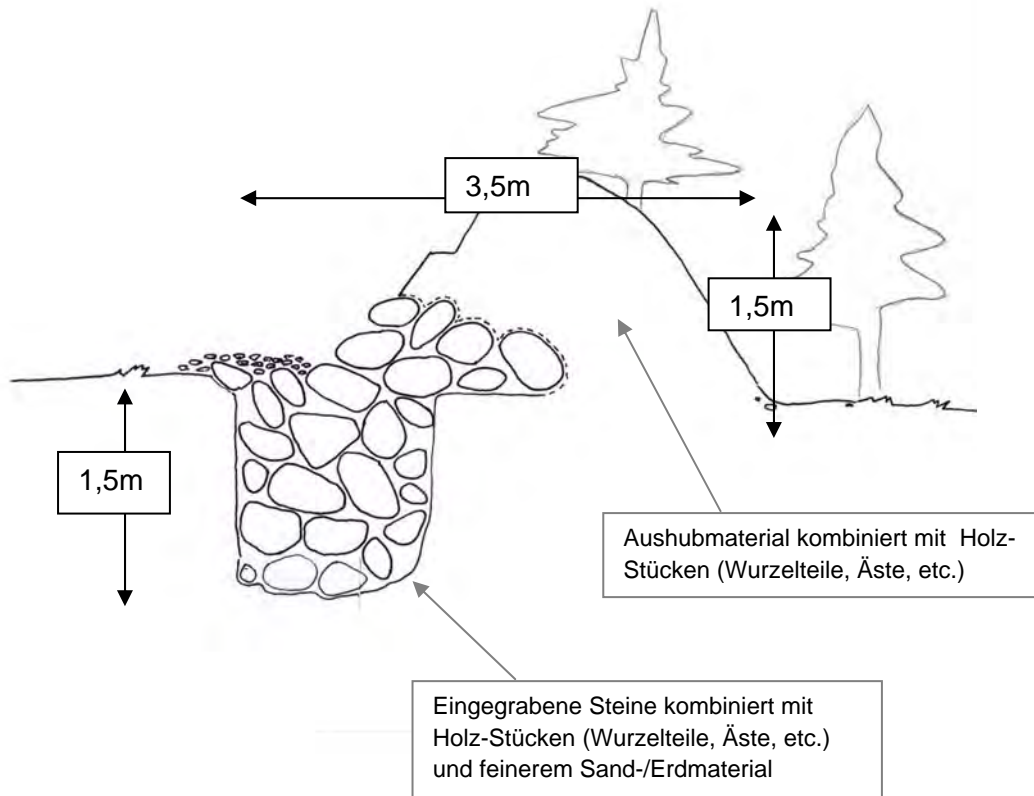 3,5m
1,5m
1,5m
Aushubmaterial kombiniert mit Holz-
Stücken (Wurzelteile, Äste, etc.)
Eingegrabene Steine kombiniert mit
Holz-Stücken (Wurzelteile, Äste, etc.)
und feinerem Sand-/Erdmaterial